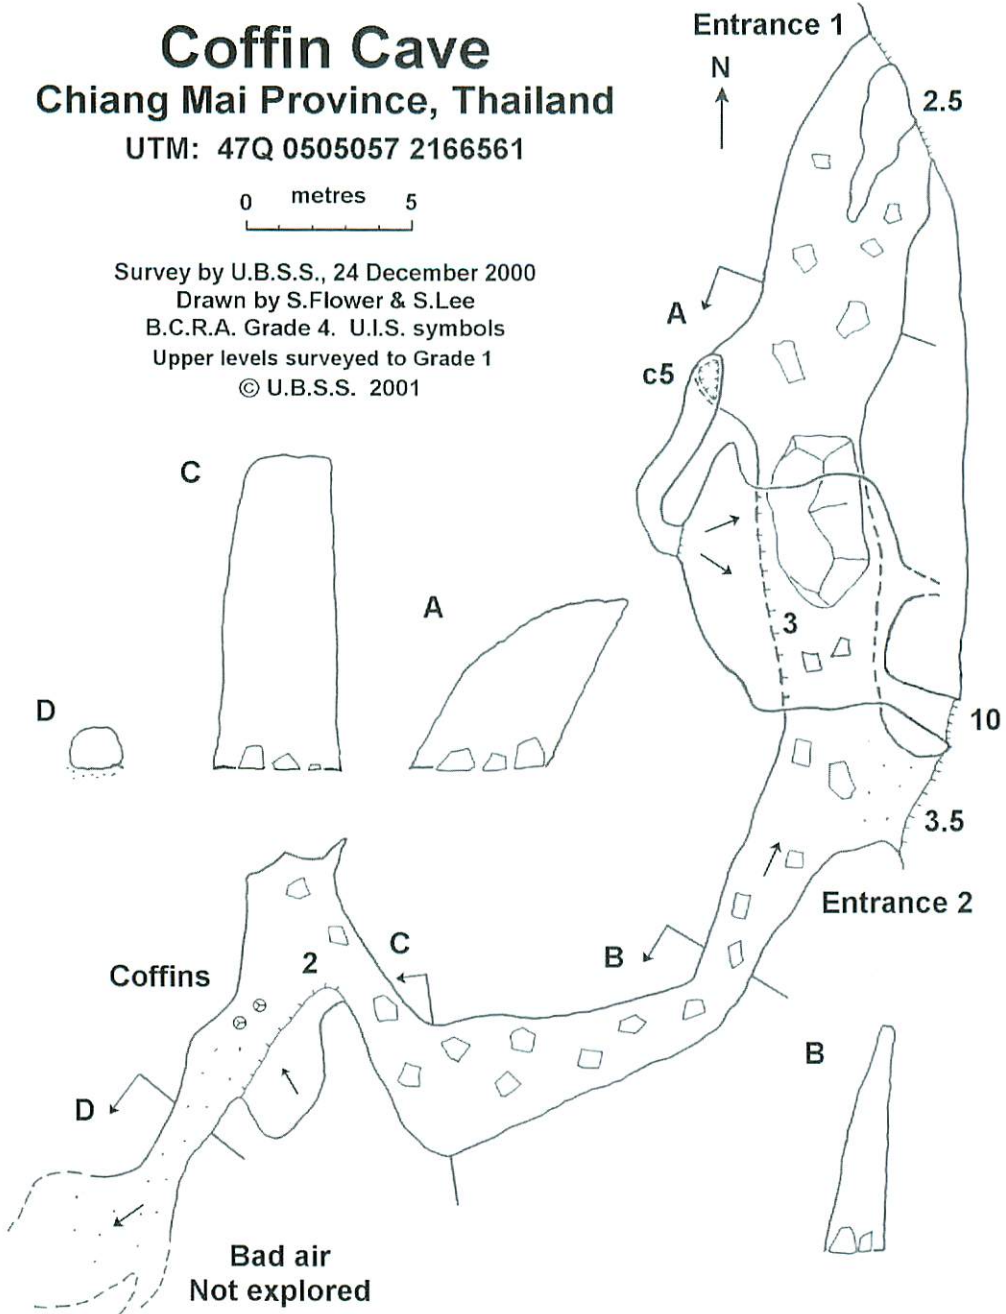 Coffin Cave
Chiang Mai Province, Thailand
UTM: 47Q 0505057 2166561
0 metres 5
Survey by U.B.S.S., 24 December 2000
Drawn by S.Flower & S.Lee
B.C.R.A. Grade 4. U.I.S. symbols
Upper levels surveyed to Grade 1
© U.B.S.S. 2001
Entrance 1
N
2.5
A
c5
C
A
3
D
10
3.5
Entrance 2
C
B
2
Coffins
B
D
Bad air
Not explored